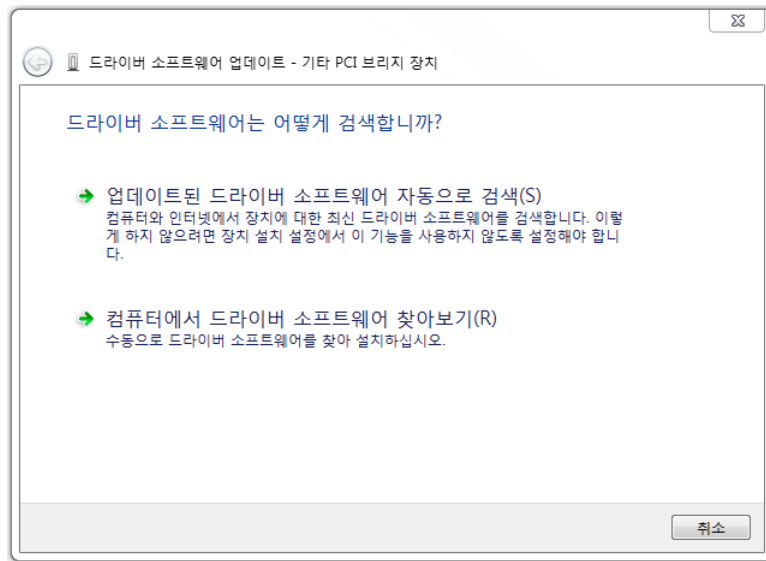 드라이버 소프트웨어 업데이트 - 기타 PCI 브리지 장치
드라이버 소프트웨어는 어떻게 검색합니까?
업데이트된 드라이버 소프트웨어 자동으로 검색(S)
컴퓨터와 인터넷에서 장치에 대한 최신 드라이버 소프트웨어를 검색합니다. 이렇
게 하지 않으려면 장치 설치 설정에서 이 기능을 사용하지 않도록 설정해야 합니
다.
컴퓨터에서 드라이버 소프트웨어 찾아보기(R)
수동으로 드라이버 소프트웨어를 찾아 설치하십시오.
취소